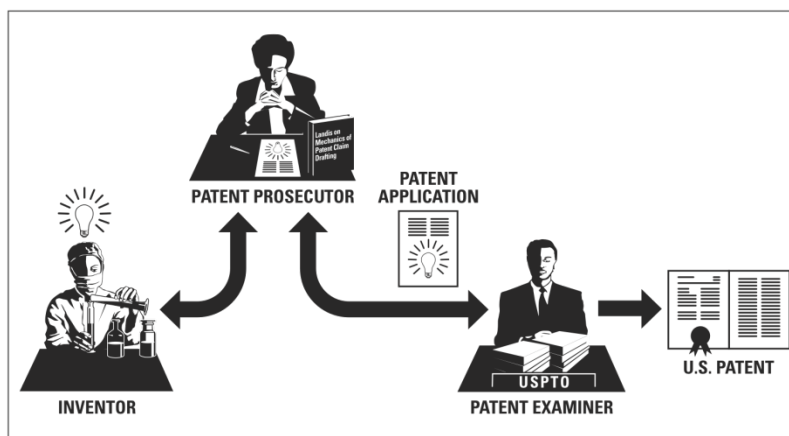 Landis on
Mechanics of
Patent Claim
Drafting
PATENT PROSECUTOR
PATENT
APPLICATION
INVENTOR
USPTO
PATENT EXAMINER
U.S. PATENT